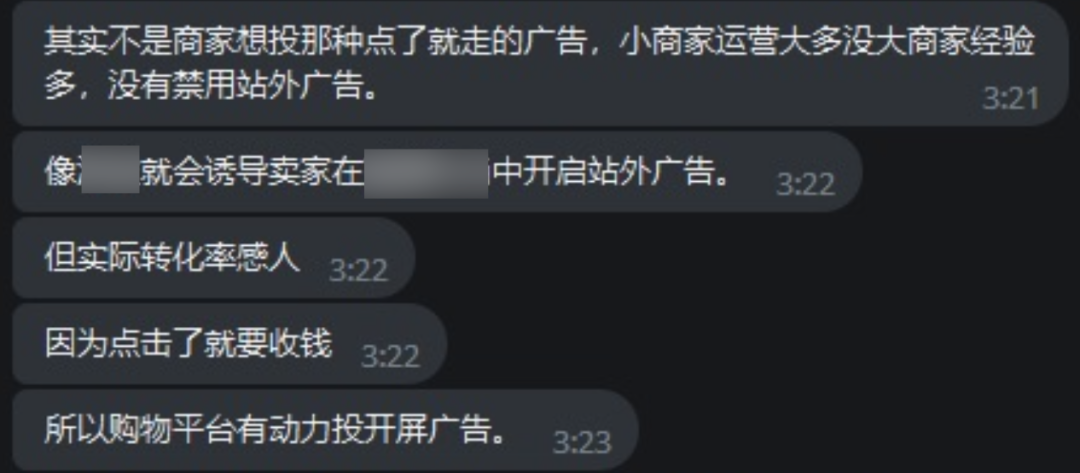 其实不是商家想投那种点了就走的广告，小商家运营大多没大商家经验
多，没有禁用站外广告。
3:21
像就会诱导卖家在中开启站外广告。 3:22
但实际转化率感人 3:22
因为点击了就要收钱 3:22
所以购物平台有动力投开屏广告。 3:23